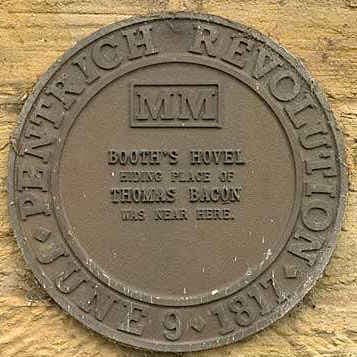 PENTRICH REVOLUTION
MM
BOOTH'S HOVEL
HIDING PLACE OF
THOMAS BACON
WAS NEAR HERE.
JUNE 9 1817